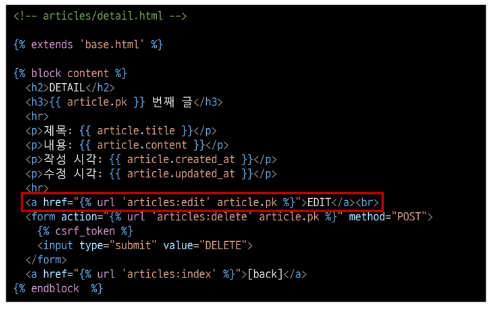 <!-- articles/detail.html -->
{% extends 'base.html' %}
{% block content %}
<h2>DETAIL</h2>
<h3>{{ article.pk }} 번째 글</h3>
<hr>
<p>제목: {{ article.title }}</p>
<p>내용: {{ article.content }}</p>
<p>작성 시각: {{ article.created_at }}</p>
<p>수정 시각: {{ article.updated_at }}</p>
<hr>
<a href="{% url 'articles:edit' article.pk %}">EDIT</a><br>
<form action="{% url 'articles:delete' article.pk %}" method="POST">
{% csrf_token %}
<input type="submit" value="DELETE">
</form>
<a href="{% url 'articles:index' %}">[back]</a>
{% endblock  %}